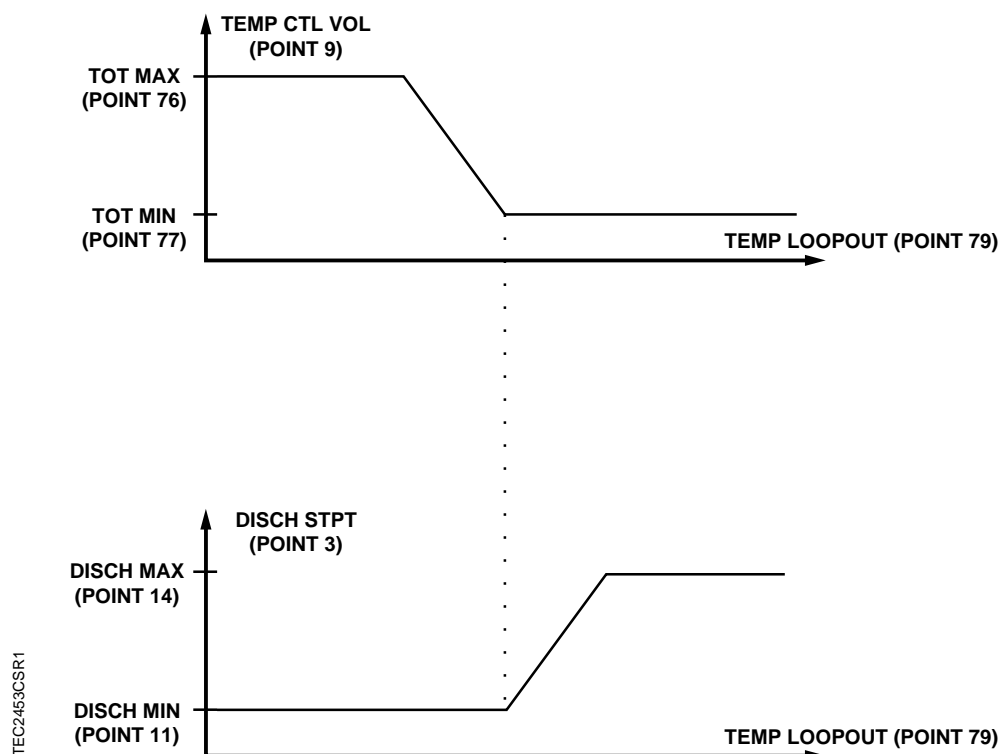 TEMP CTL VOL
(POINT 9)
TOT MAX
(POINT 76)
TOT MIN
(POINT 77)
TEMP LOOPOUT (POINT 79)
DISCH STPT
(POINT 3)
DISCH MAX
(POINT 14)
DISCH MIN
(POINT 11)
TEMP LOOPOUT (POINT 79)
TEC2453CSR1